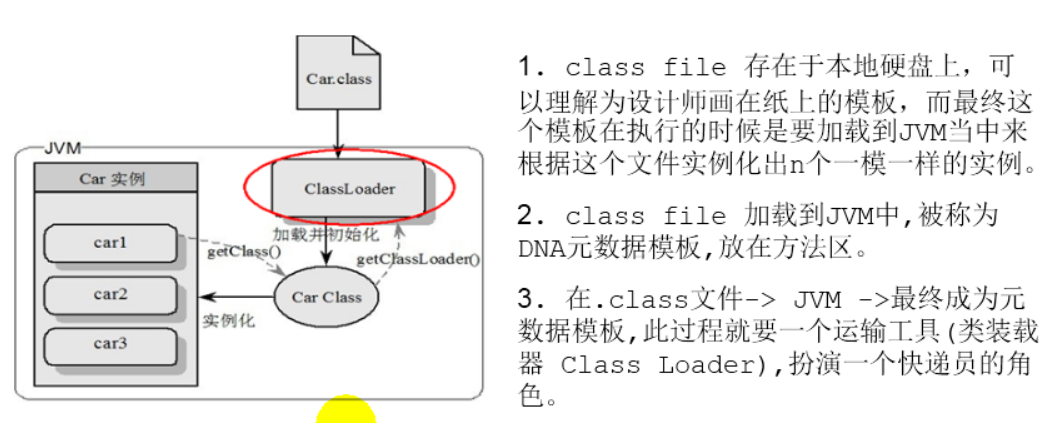 Car.class
JVM
Car 实例
ClassLoader
加载并初始化
car1
getClass()
getClassLoader()
car2
Car Class
实例化
car3
1. class file 存在于本地硬盘上，可
以理解为设计师画在纸上的模板，而最终这
个模板在执行的时候是要加载到JVM当中来
根据这个文件实例化出n个一模一样的实例。
2. class file 加载到JVM中,被称为
DNA元数据模板,放在方法区。
3. 在.class文件-> JVM ->最终成为元
数据模板,此过程就要一个运输工具(类装载
器 Class Loader),扮演一个快递员的角
色。